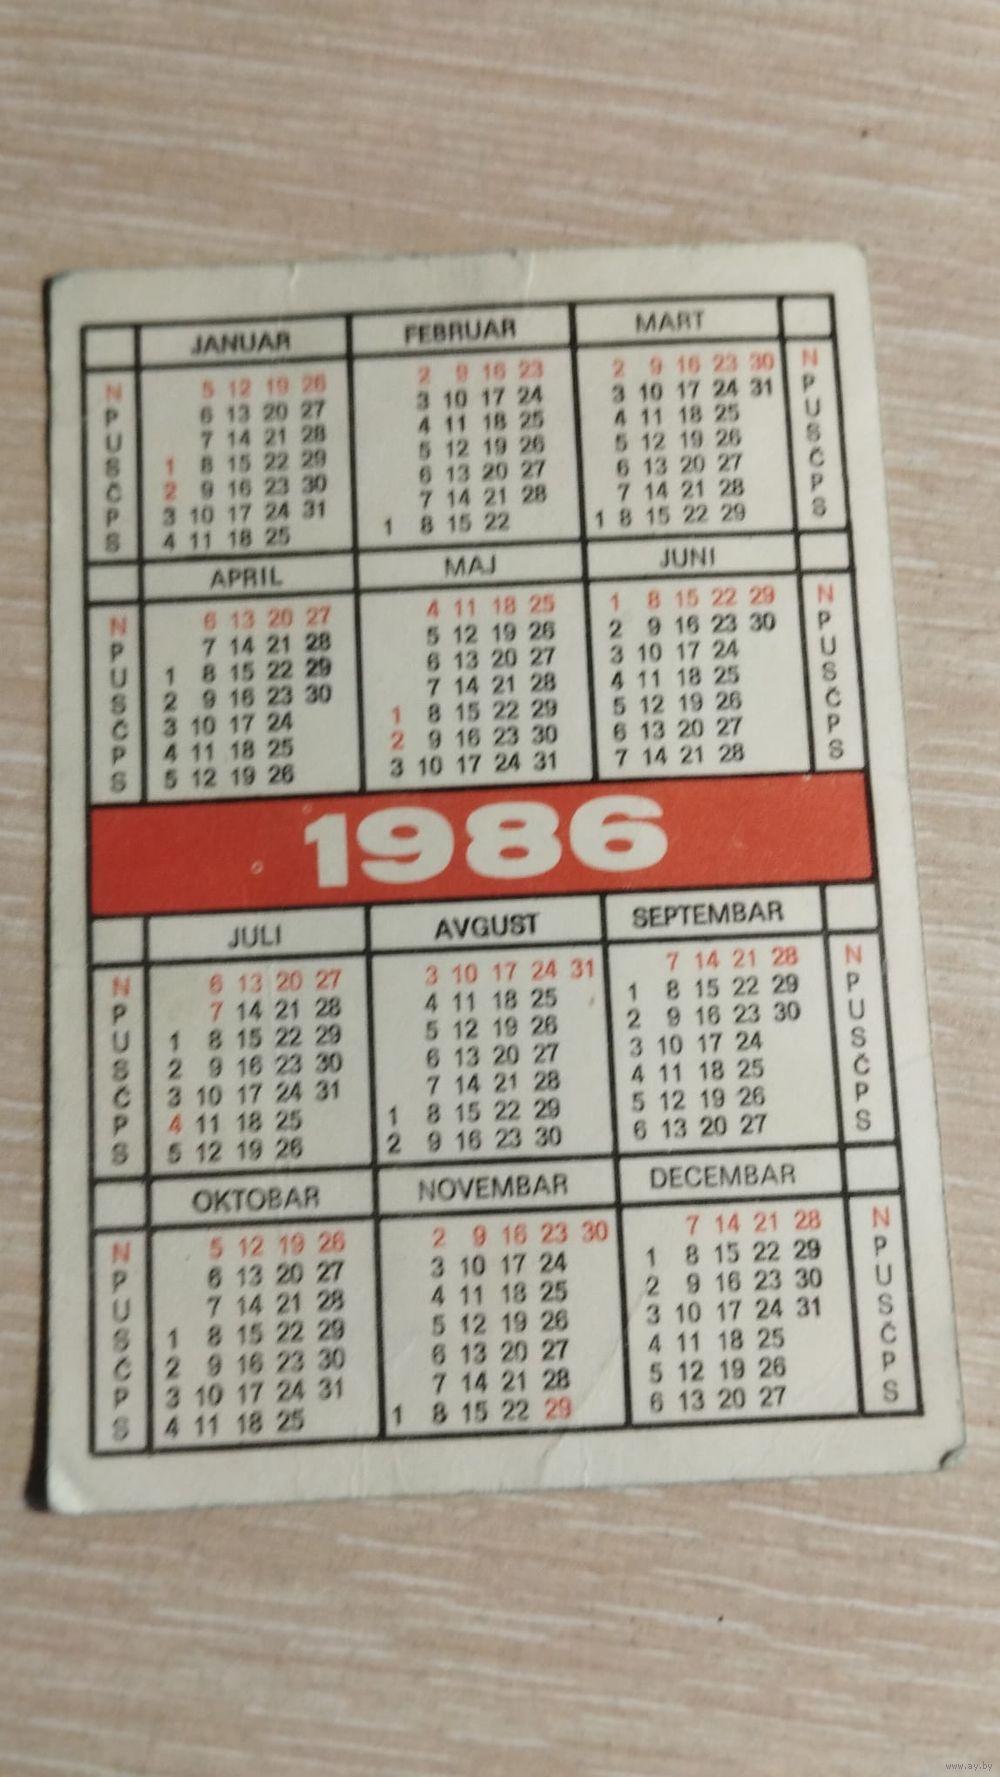 JANUAR FEBRUAR MART
N 5 12 19 26 2 9 16 23 2 9 16 23 30 N
P 6 13 20 27 3 10 17 24 3 10 17 24 31 P
U 7 14 21 28 4 11 18 25 4 11 18 25 U
S 1 8 15 22 29 5 12 19 26 5 12 19 26 S
Č 2 9 16 23 30 6 13 20 27 6 13 20 27 Č
P 3 10 17 24 31 7 14 21 28 7 14 21 28 P
S 4 11 18 25 1 8 15 22 1 8 15 22 29 S
APRIL MAJ JUNI
N 6 13 20 27 4 11 18 25 1 8 15 22 29 N
P 7 14 21 28 5 12 19 26 2 9 16 23 30 P
U 1 8 15 22 29 6 13 20 27 3 10 17 24 U
S 2 9 16 23 30 7 14 21 28 4 11 18 25 S
Č 3 10 17 24 1 8 15 22 29 5 12 19 26 Č
P 4 11 18 25 2 9 16 23 30 6 13 20 27 P
S 5 12 19 26 3 10 17 24 31 7 14 21 28 S
1986
JULI AVGUST SEPTEMBAR
N 6 13 20 27 3 10 17 24 31 7 14 21 28 N
P 7 14 21 28 4 11 18 25 1 8 15 22 29 P
U 1 8 15 22 29 5 12 19 26 2 9 16 23 30 U
S 2 9 16 23 30 6 13 20 27 3 10 17 24 S
Č 3 10 17 24 31 7 14 21 28 4 11 18 25 Č
P 4 11 18 25 1 8 15 22 29 5 12 19 26 P
S 5 12 19 26 2 9 16 23 30 6 13 20 27 S
OKTOBAR NOVEMBAR DECEMBAR
N 5 12 19 26 2 9 16 23 30 7 14 21 28 N
P 6 13 20 27 3 10 17 24 1 8 15 22 29 P
U 7 14 21 28 4 11 18 25 2 9 16 23 30 U
S 1 8 15 22 29 5 12 19 26 3 10 17 24 31 S
Č 2 9 16 23 30 6 13 20 27 4 11 18 25 Č
P 3 10 17 24 31 7 14 21 28 5 12 19 26 P
S 4 11 18 25 1 8 15 22 29 6 13 20 27 S
www.ay.by